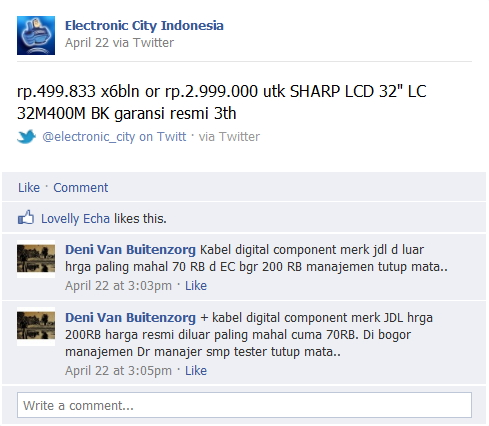 Electronic City Indonesia
April 22 via Twitter
rp.499.833 x6bln or rp.2.999.000 utk SHARP LCD 32" LC
32M400M BK garansi resmi 3th
@electronic_city on Twitt · via Twitter
Like · Comment
Lovelly Echa likes this.
Deni Van Buitenzorg Kabel digital component merk jdl d luar
hrga paling mahal 70 RB d EC bgr 200 RB manajemen tutup mata..
April 22 at 3:03pm · Like
Deni Van Buitenzorg + kabel digital component merk JDL hrga
200RB harga resmi diluar paling mahal cuma 70RB. Di bogor
manajemen Dr manajer smp tester tutup mata..
April 22 at 3:05pm · Like
Write a comment...